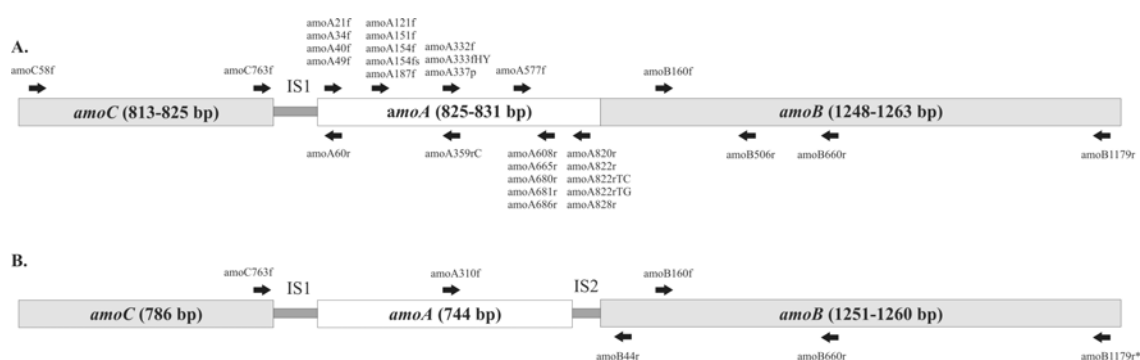 A.
amoC58f
amoC763f
IS1
amoA21f
amoA34f
amoA40f
amoA49f
amoA121f
amoA151f
amoA154f
amoA154fs
amoA187f
amoA332f
amoA333fHY
amoA337p
amoA577f
amoB160f
amoC (813-825 bp)
amoA (825-831 bp)
amoB (1248-1263 bp)
amoA60r
amoA359rC
amoA608r
amoA665r
amoA680r
amoA681r
amoA686r
amoA820r
amoA822r
amoA822rTC
amoA822rTG
amoA828r
amoB506r
amoB660r
amoB1179r
B.
amoC763f
IS1
amoA310f
IS2
amoB160f
amoC (786 bp)
amoA (744 bp)
amoB (1251-1260 bp)
amoB44r
amoB660r
amoB1179r*